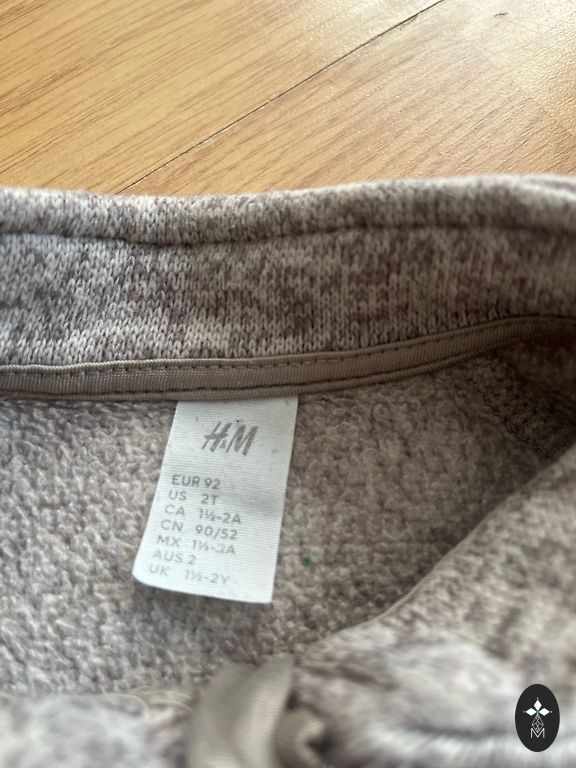 H&M
EUR 92
US 2T
CA 1½-2A
CN 90/52
MX 1½-2A
AUS 2
UK 1½-2Y
M